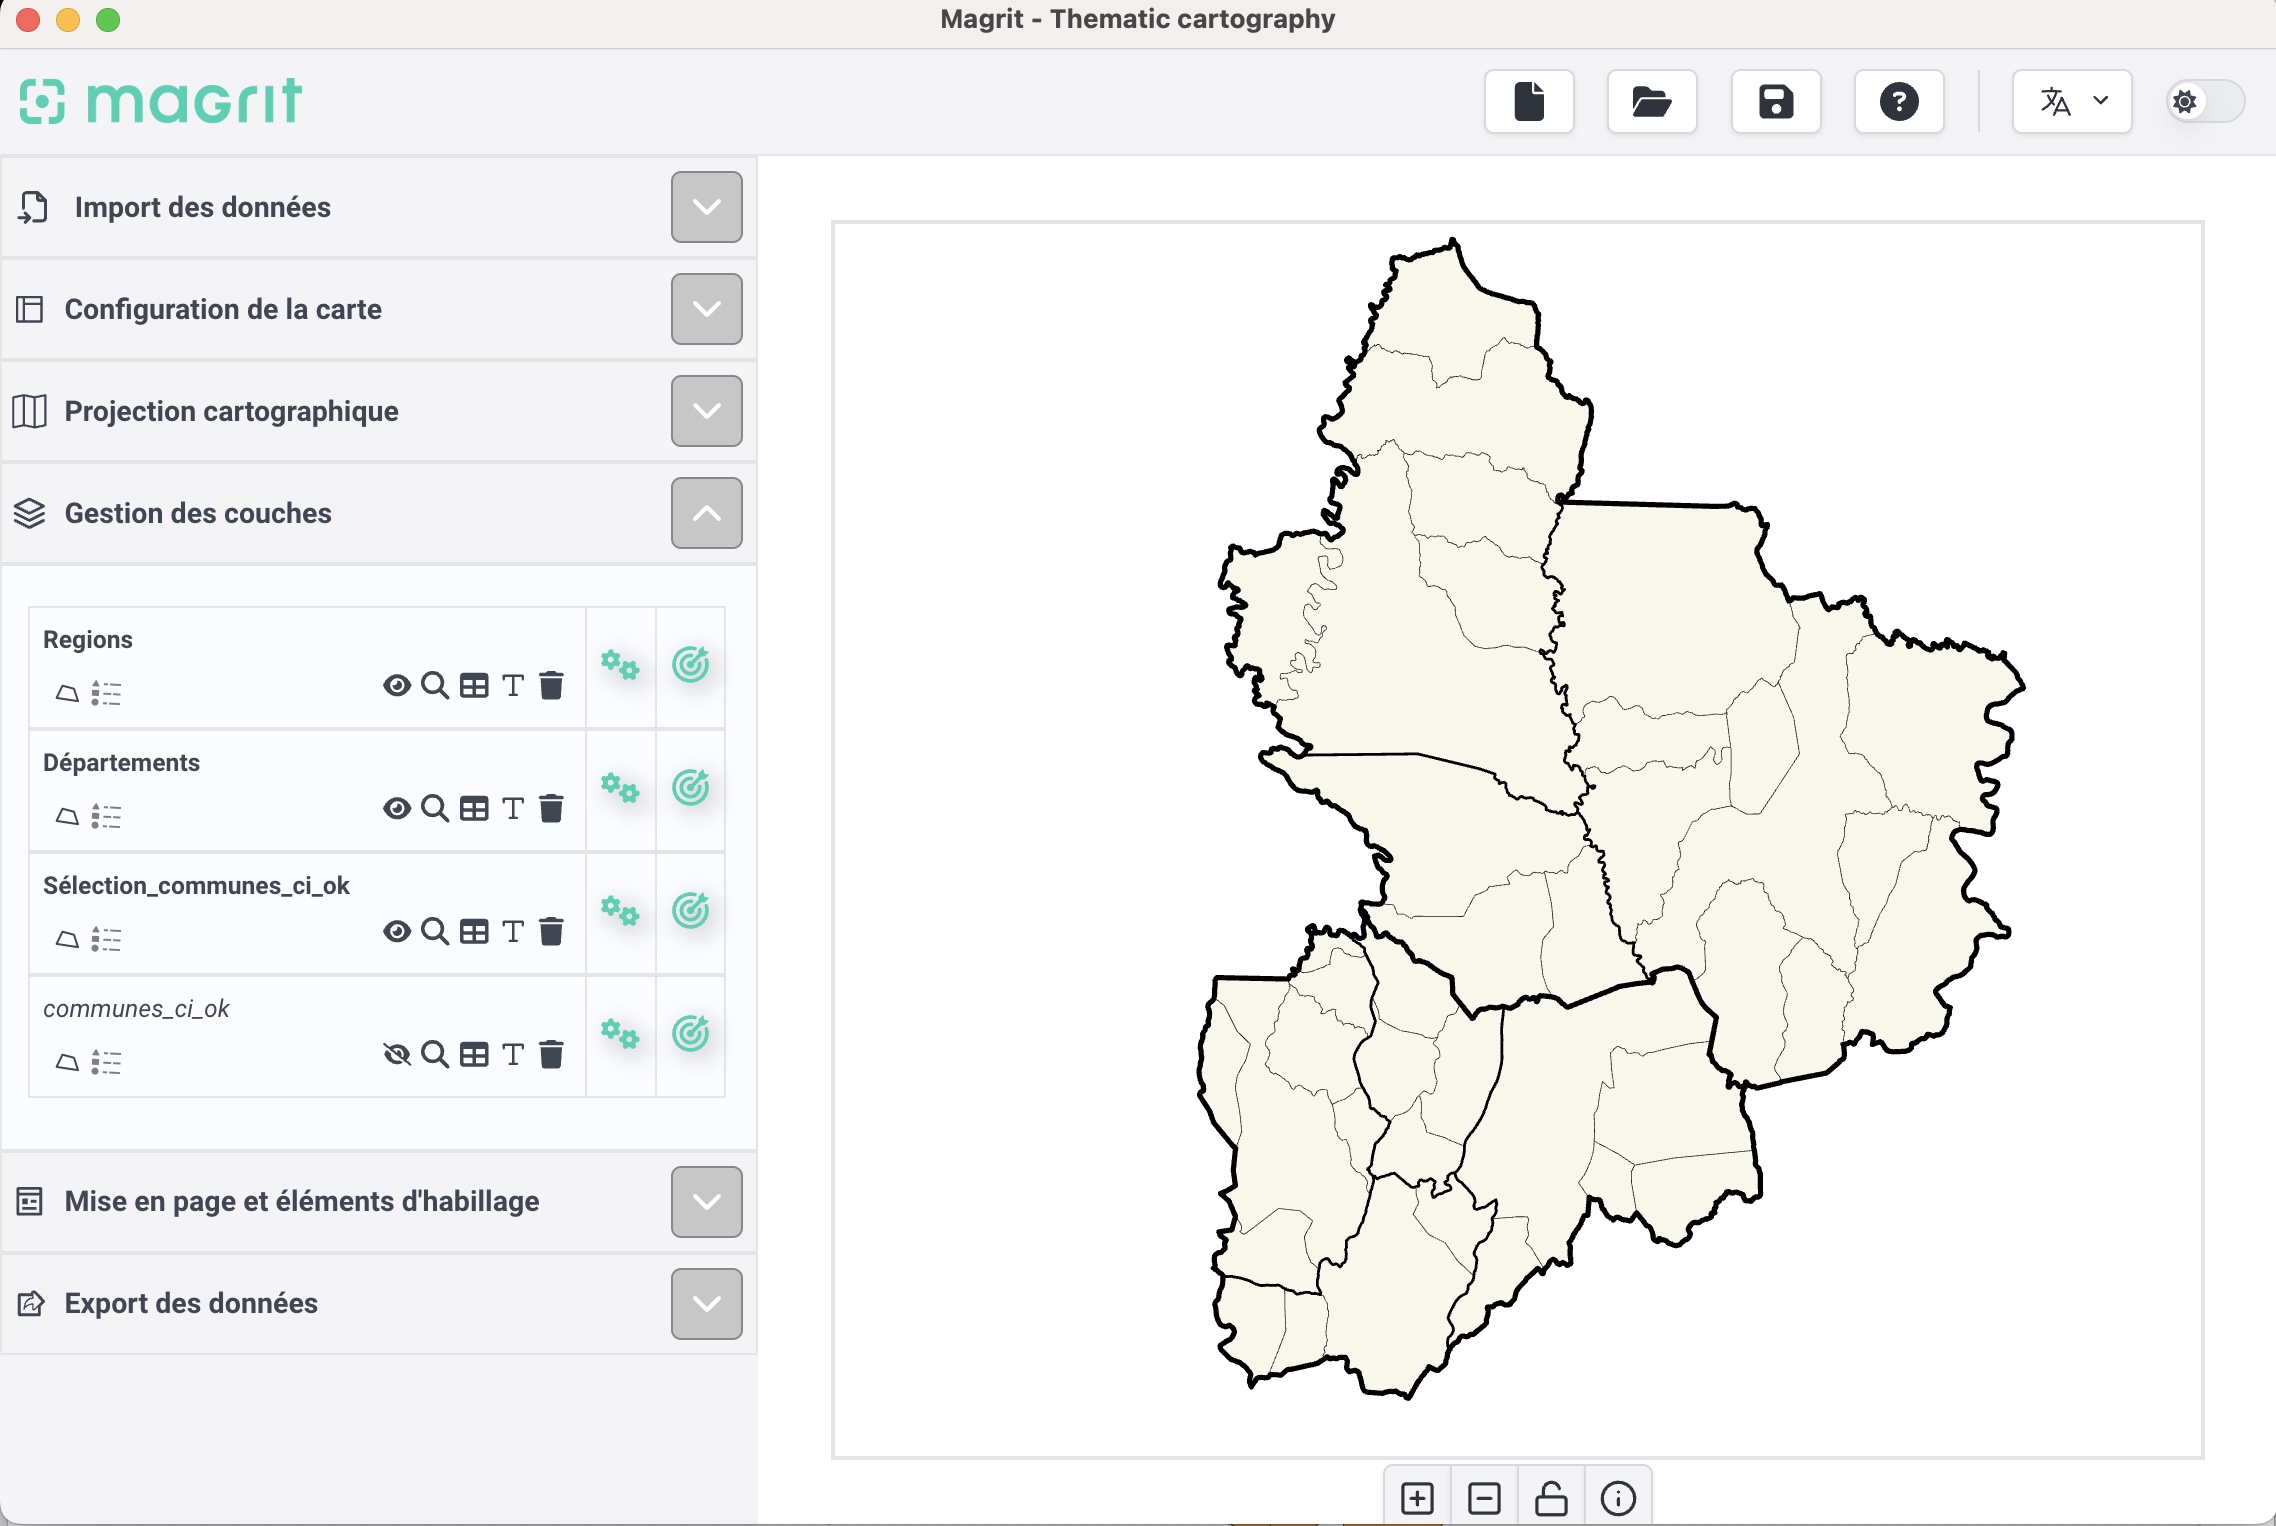 Magrit - Thematic cartography
magrit
Import des données
Configuration de la carte
Projection cartographique
Gestion des couches
Regions
Départements
Sélection_communes_ci_ok
communes_ci_ok
Mise en page et éléments d'habillage
Export des données